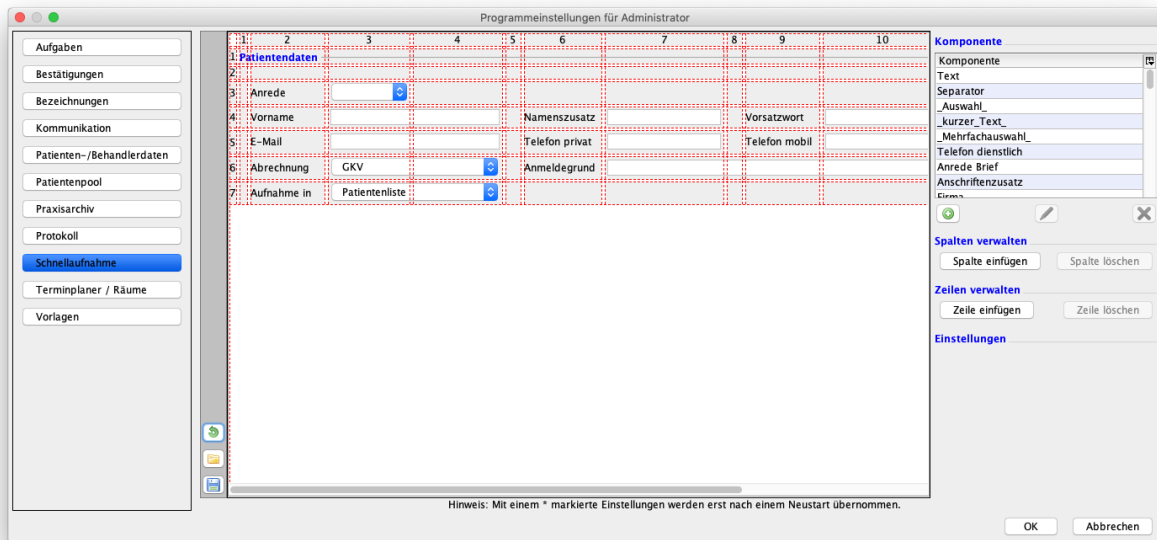 Programmeinstellungen für Administrator
Aufgaben
Bestätigungen
Bezeichnungen
Kommunikation
Patienten-/Behandlerdaten
Patientenpool
Praxisarchiv
Protokoll
Schnellaufnahme
Terminplaner / Räume
Vorlagen
1 2 3 4 5 6 7 8 9 10
1 Patientendaten
2
3 Anrede
4 Vorname Namenszusatz Vorsatzwort
5 E-Mail Telefon privat Telefon mobil
6 Abrechnung GKV Anmeldegrund
7 Aufnahme in Patientenliste
Komponente
Komponente
Text
Separator
_Auswahl_
_kurzer_Text_
_Mehrfachauswahl_
Telefon dienstlich
Anrede Brief
Anschriftenzusatz
Firma
Spalten verwalten
Spalte einfügen Spalte löschen
Zeilen verwalten
Zeile einfügen Zeile löschen
Einstellungen
Hinweis: Mit einem * markierte Einstellungen werden erst nach einem Neustart übernommen.
OK Abbrechen